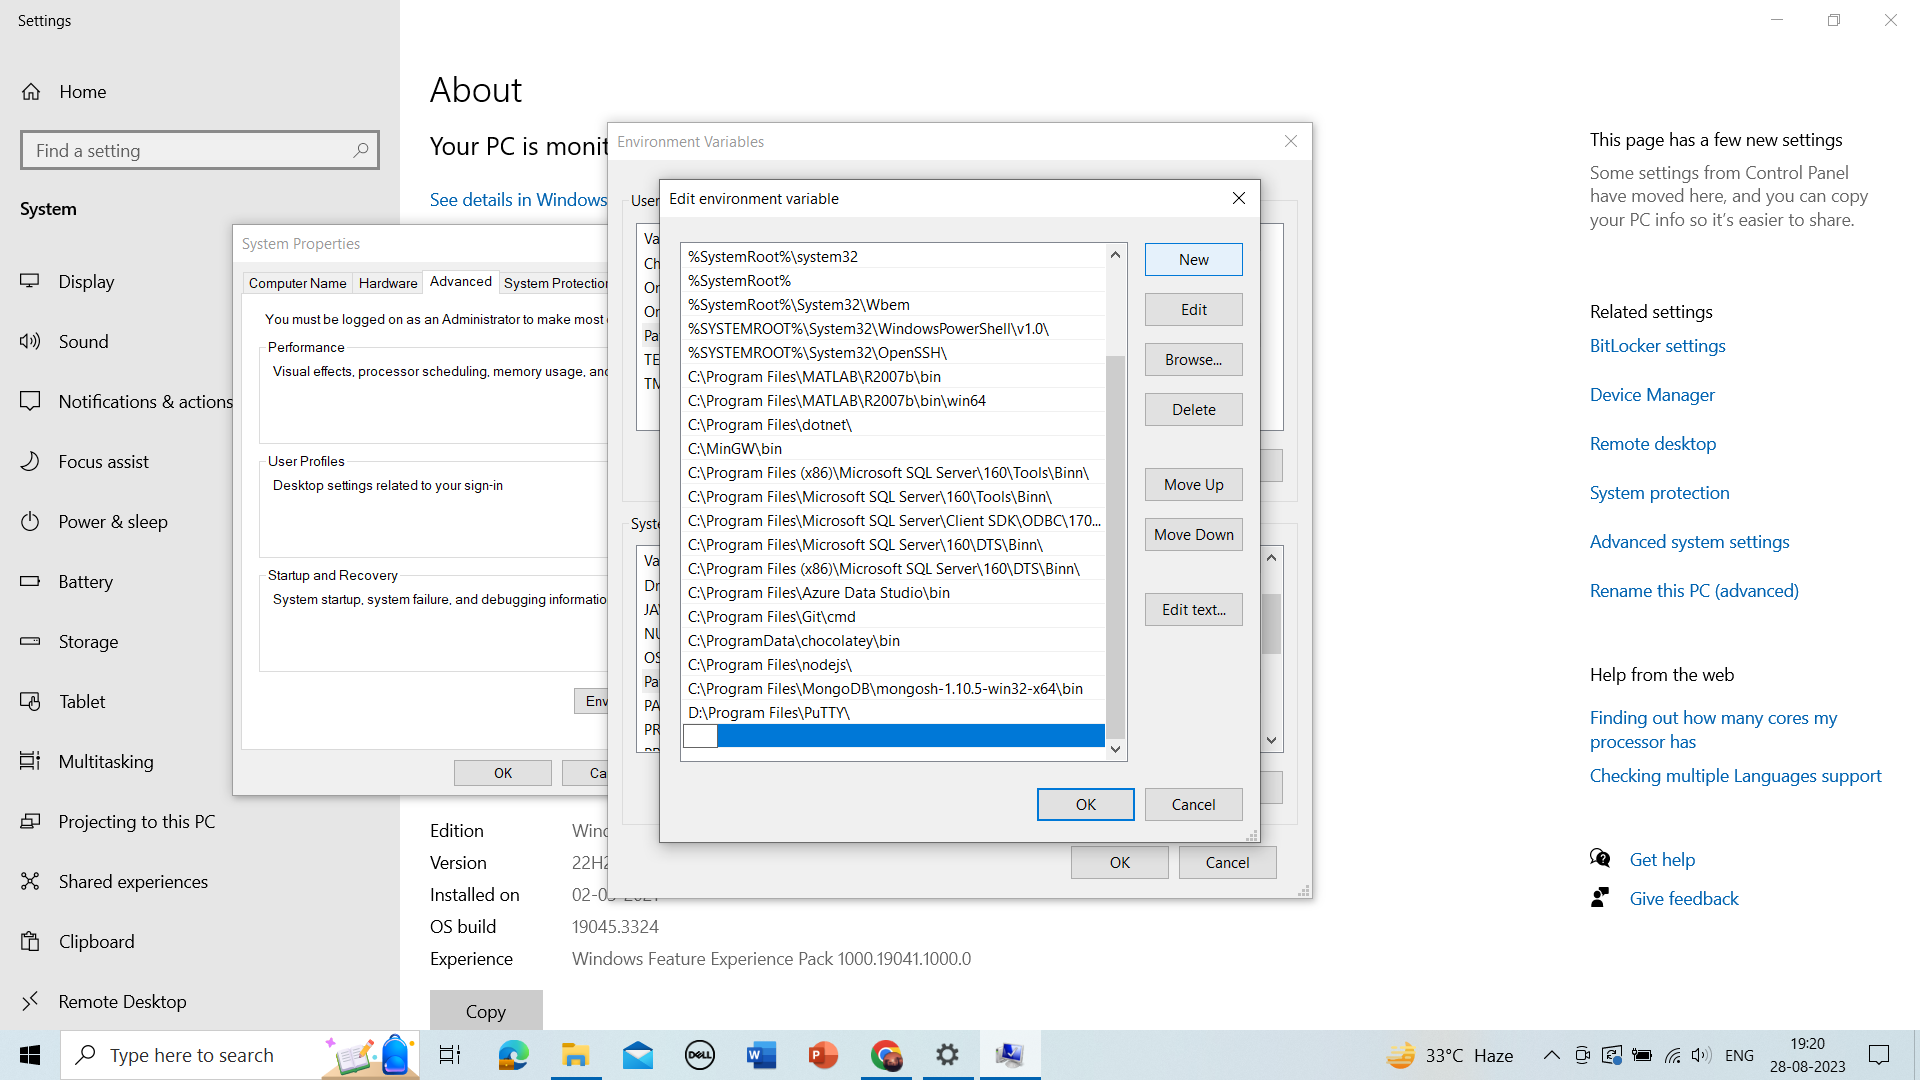 Settings
Home
Find a setting
System
Display
Sound
Notifications & actions
Focus assist
Power & sleep
Battery
Storage
Tablet
Multitasking
Projecting to this PC
Shared experiences
Clipboard
Remote Desktop
About
Your PC is monit
See details in Windows
System Properties
Computer Name
Hardware
Advanced
System Protection
You must be logged on as an Administrator to make most
Performance
Visual effects, processor scheduling, memory usage, and
User Profiles
Desktop settings related to your sign-in
Startup and Recovery
System startup, system failure, and debugging informatio
Env
OK
Ca
Environment Variables
User
Va
Ch
On
On
Pa
TE
TM
Syste
Va
Dr
JA
NU
OS
Pa
PA
PR
OK
Cancel
Edit environment variable
%SystemRoot%\system32
%SystemRoot%
%SystemRoot%\System32\Wbem
%SYSTEMROOT%\System32\WindowsPowerShell\v1.0\
%SYSTEMROOT%\System32\OpenSSH\
C:\Program Files\MATLAB\R2007b\bin
C:\Program Files\MATLAB\R2007b\bin\win64
C:\Program Files\dotnet\
C:\MinGW\bin
C:\Program Files (x86)\Microsoft SQL Server\160\Tools\Binn\
C:\Program Files\Microsoft SQL Server\160\Tools\Binn\
C:\Program Files\Microsoft SQL Server\Client SDK\ODBC\170...
C:\Program Files\Microsoft SQL Server\160\DTS\Binn\
C:\Program Files (x86)\Microsoft SQL Server\160\DTS\Binn\
C:\Program Files\Azure Data Studio\bin
C:\Program Files\Git\cmd
C:\ProgramData\chocolatey\bin
C:\Program Files\nodejs\
C:\Program Files\MongoDB\mongosh-1.10.5-win32-x64\bin
D:\Program Files\PuTTY\
New
Edit
Browse...
Delete
Move Up
Move Down
Edit text...
OK
Cancel
Edition Wind
Version 22H2
Installed on
OS build 19045.3324
Experience Windows Feature Experience Pack 1000.19041.1000.0
Copy
This page has a few new settings
Some settings from Control Panel
have moved here, and you can copy
your PC info so it's easier to share.
Related settings
BitLocker settings
Device Manager
Remote desktop
System protection
Advanced system settings
Rename this PC (advanced)
Help from the web
Finding out how many cores my
processor has
Checking multiple Languages support
Get help
Give feedback
Type here to search
DELL
33°C Haze
ENG
19:20
28-08-2023